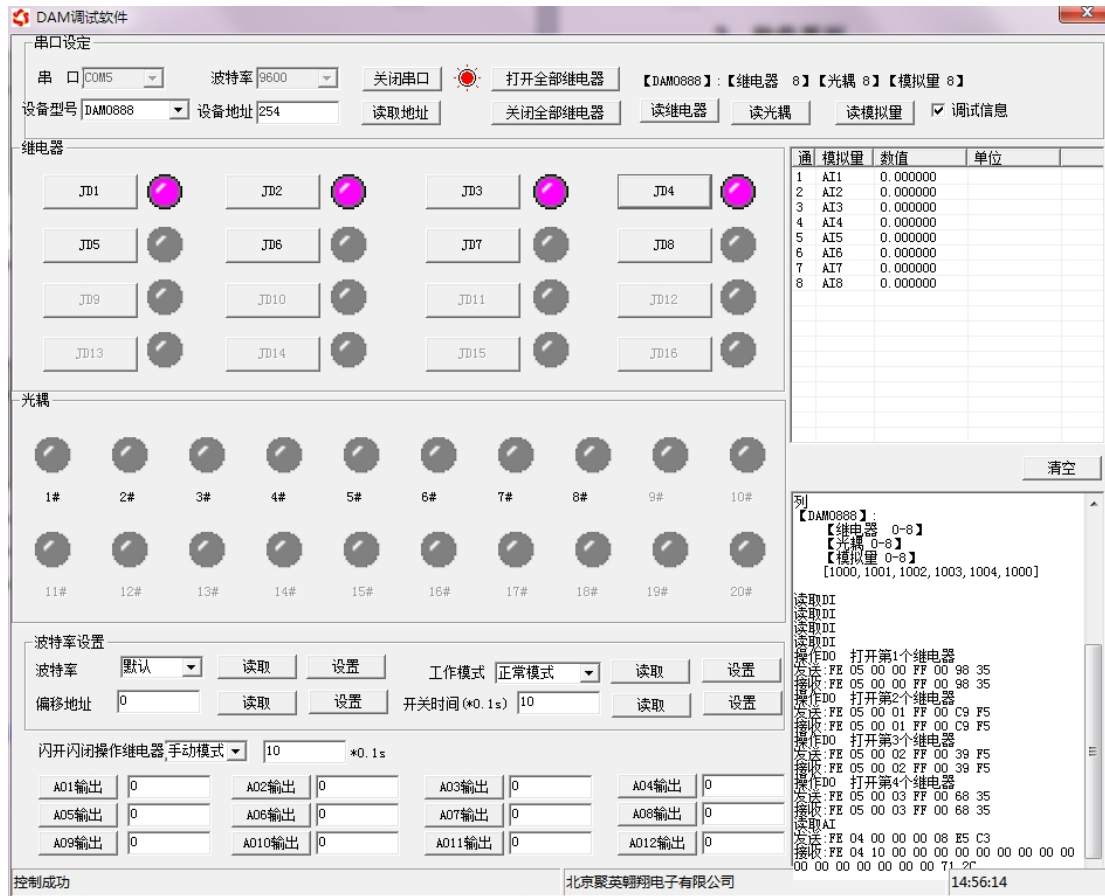 DAM调试软件
串口设定
串 口 COM5 波特率 9600 关闭串口 打开全部继电器 【DAM0888】:【继电器 8】【光耦 8】【模拟量 8】
设备型号 DAM0888 设备地址 254 读取地址 关闭全部继电器 读继电器 读光耦 读模拟量 调试信息
继电器
JD1 JD2 JD3 JD4
JD5 JD6 JD7 JD8
JD9 JD10 JD11 JD12
JD13 JD14 JD15 JD16
通 模拟量 数值 单位
1 AI1 0.000000
2 AI2 0.000000
3 AI3 0.000000
4 AI4 0.000000
5 AI5 0.000000
6 AI6 0.000000
7 AI7 0.000000
8 AI8 0.000000
光耦
1# 2# 3# 4# 5# 6# 7# 8# 9# 10#
11# 12# 13# 14# 15# 16# 17# 18# 19# 20#
清空
列
【DAM0888】:
【继电器 0-8】
【光耦 0-8】
【模拟量 0-8】
[1000,1001,1002,1003,1004,1000]
读取DI
读取DI
读取DI
读取DI
操作DO 打开第1个继电器
发送:FE 05 00 00 FF 00 98 35
接收:FE 05 00 00 FF 00 98 35
操作DO 打开第2个继电器
发送:FE 05 00 01 FF 00 C9 F5
接收:FE 05 00 01 FF 00 C9 F5
操作DO 打开第3个继电器
发送:FE 05 00 02 FF 00 39 F5
接收:FE 05 00 02 FF 00 39 F5
操作DO 打开第4个继电器
发送:FE 05 00 03 FF 00 68 35
接收:FE 05 00 03 FF 00 68 35
读取AI
发送:FE 04 00 00 00 08 E5 C3
接收:FE 04 10 00 00 00 00 00 00 00 00 00
00 00 00 00 00 00 00 71 2C
波特率设置
波特率 默认 读取 设置 工作模式 正常模式 读取 设置
偏移地址 0 读取 设置 开关时间(*0.1s) 10 读取 设置
闪开闪闭操作继电器 手动模式 10 *0.1s
AO1输出 0 AO2输出 0 AO3输出 0 AO4输出 0
AO5输出 0 AO6输出 0 AO7输出 0 AO8输出 0
AO9输出 0 AO10输出 0 AO11输出 0 AO12输出 0
控制成功 北京聚英翱翔电子有限公司 14:56:14